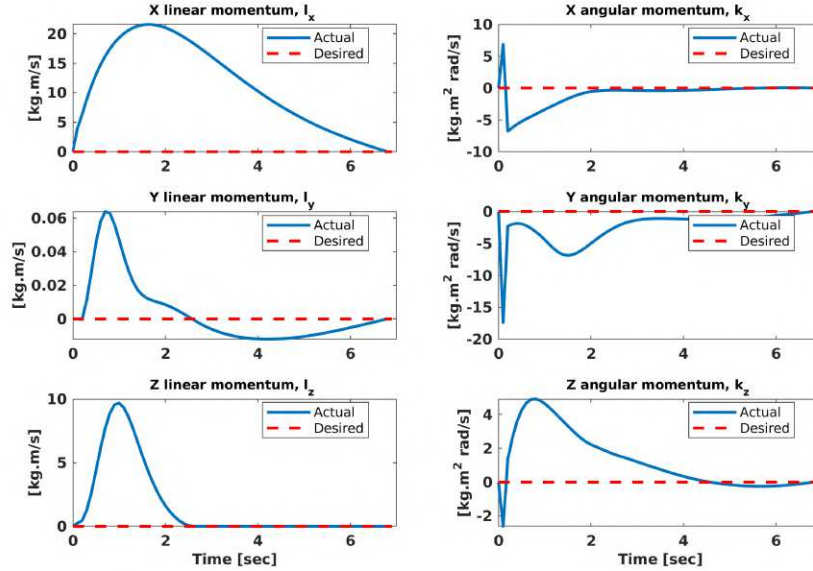 X linear momentum, l_x
20
15
10
5
0
[kg.m/s]
Actual
Desired
0 2 4 6
X angular momentum, k_x
10
5
0
-5
-10
[kg.m² rad/s]
Actual
Desired
0 2 4 6
Y linear momentum, l_y
0.06
0.04
0.02
0
[kg.m/s]
Actual
Desired
0 2 4 6
Y angular momentum, k_y
0
-5
-10
-15
-20
[kg.m² rad/s]
Actual
Desired
0 2 4 6
Z linear momentum, l_z
10
5
0
[kg.m/s]
Actual
Desired
0 2 4 6
Time [sec]
Z angular momentum, k_z
4
2
0
-2
[kg.m² rad/s]
Actual
Desired
0 2 4 6
Time [sec]